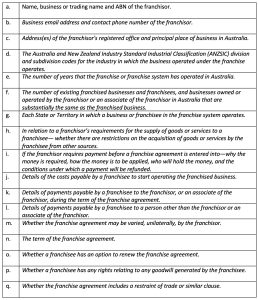 a. Name, business or trading name and ABN of the franchisor.
b. Business email address and contact phone number of the franchisor.
c. Address(es) of the franchisor's registered office and principal place of business in Australia.
d. The Australia and New Zealand Industry Standard Industrial Classification (ANZSIC) division
and subdivision codes for the industry in which the business operated under the franchise
operates.
e. The number of years that the franchise or franchise system has operated in Australia.
f. The number of existing franchised businesses and franchisees, and businesses owned or
operated by the franchisor or an associate of the franchisor in Australia that are
substantially the same as the franchised business.
g. Each State or Territory in which a business or franchisee in the franchise system operates.
h. In relation to a franchisor's requirements for the supply of goods or services to a
franchisee— whether there are restrictions on the acquisition of goods or services by the
franchisee from other sources.
i. If the franchisor requires payment before a franchise agreement is entered into—why the
money is required, how the money is to be applied, who will hold the money, and the
conditions under which a payment will be refunded.
j. Details of the costs payable by a franchisee to start operating the franchised business.
k. Details of payments payable by a franchisee to the franchisor, or an associate of the
franchisor, during the term of the franchise agreement.
l. Details of payments payable by a franchisee to a person other than the franchisor or an
associate of the franchisor.
m. Whether the franchise agreement may be varied, unilaterally, by the franchisor.
n. The term of the franchise agreement.
o. Whether a franchisee has an option to renew the franchise agreement.
p. Whether a franchisee has any rights relating to any goodwill generated by the franchisee.
q. Whether the franchise agreement includes a restraint of trade or similar clause.